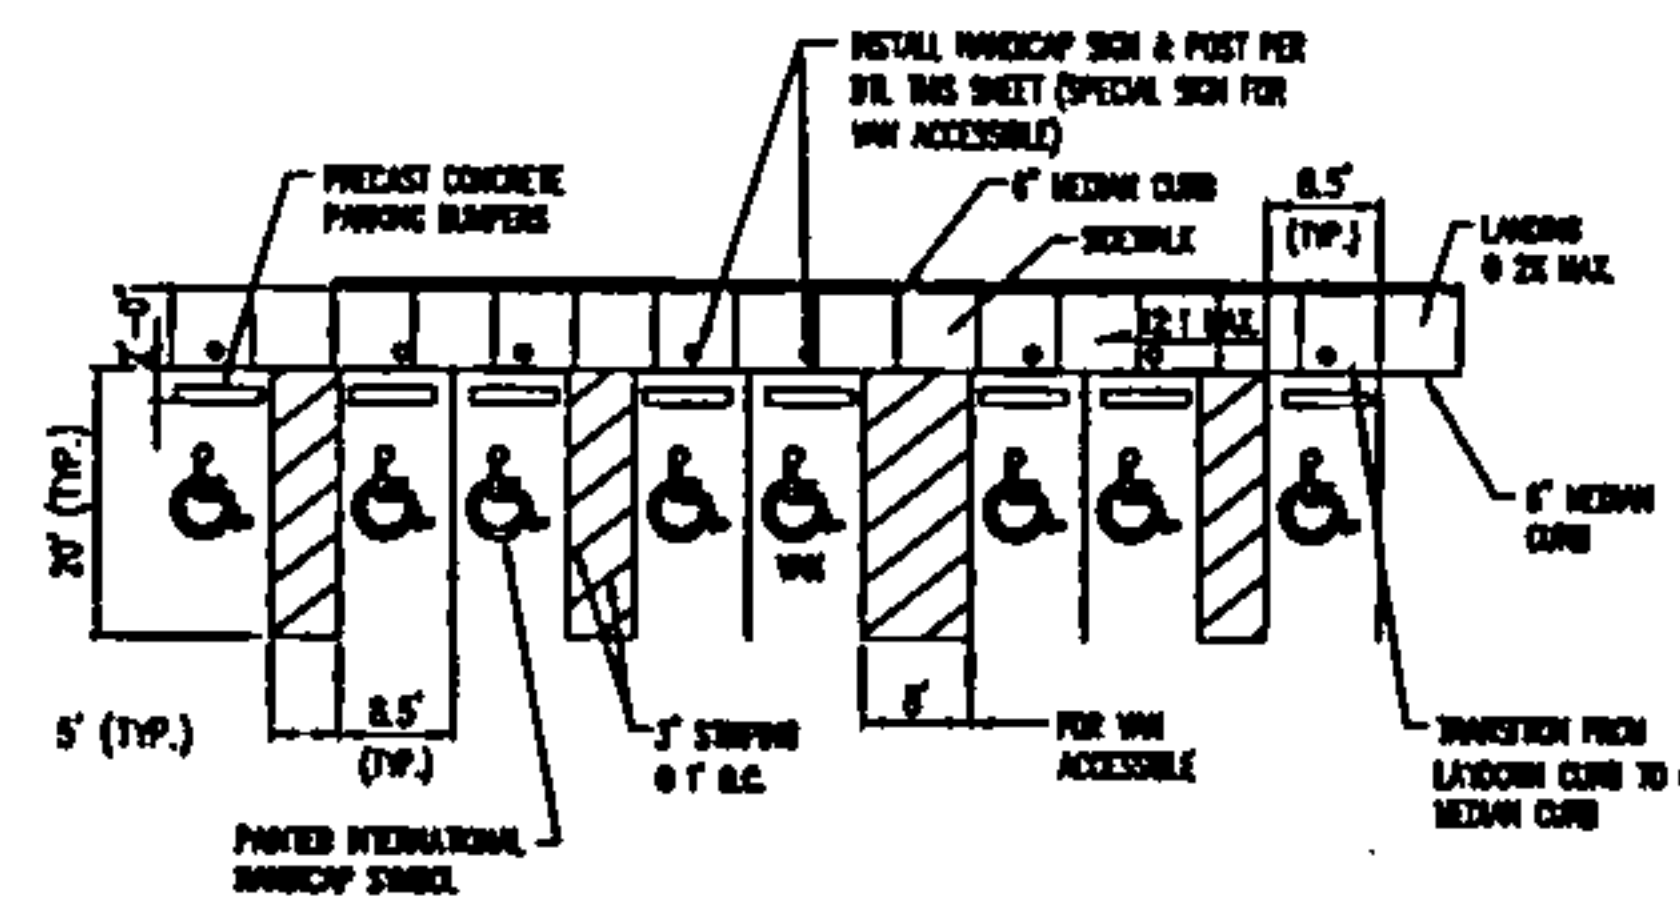 INSTALL HANDICAP SIGN & POST PER
DTL THIS SHEET (SPECIAL SIGN FOR
VAN ACCESSIBLE)
PRECAST CONCRETE
PARKING BUMPERS
6" MEDIAN CURB
SIDEWALK
8.5'
(TYP.)
LANDING
@ 2% MAX.
12:1 MAX.
20' (TYP.)
6" MEDIAN
CURB
VAN
5' (TYP.)
8.5'
(TYP.)
3" STRIPING
@ 1' O.C.
8'
FOR VAN
ACCESSIBLE
TRANSITION FROM
LAYDOWN CURB TO
MEDIAN CURB
PAINTED INTERNATIONAL
HANDICAP SYMBOL